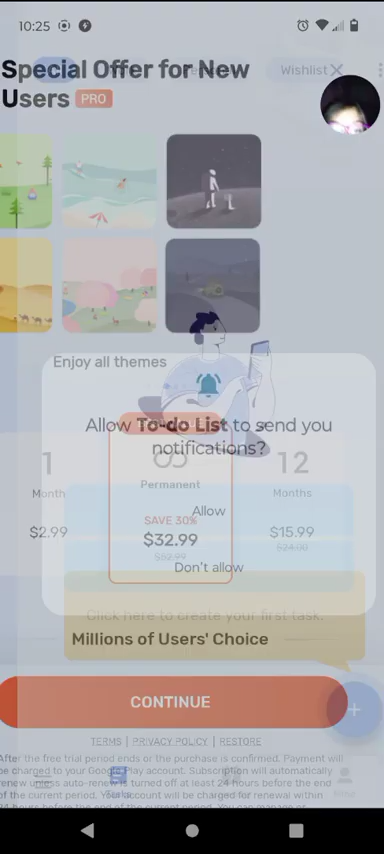 10:25
Special Offer for New
Users PRO
Wishlist
Enjoy all themes
Allow To-do List to send you
notifications?
1
Month
$2.99
Permanent
SAVE 30%
$32.99
12
Months
$15.99
$24.00
Allow
Don't allow
Click here to create your first task.
Millions of Users' Choice
CONTINUE
TERMS | PRIVACY POLICY | RESTORE
After the free trial period ends or the purchase is confirmed. Payment will
be charged to your Google Play account. Subscription will automatically
renew unless auto-renew is turned off at least 24 hours before the end
of the current period. Your account will be charged for renewal within
24 hours before the end of the current period. You can manage or